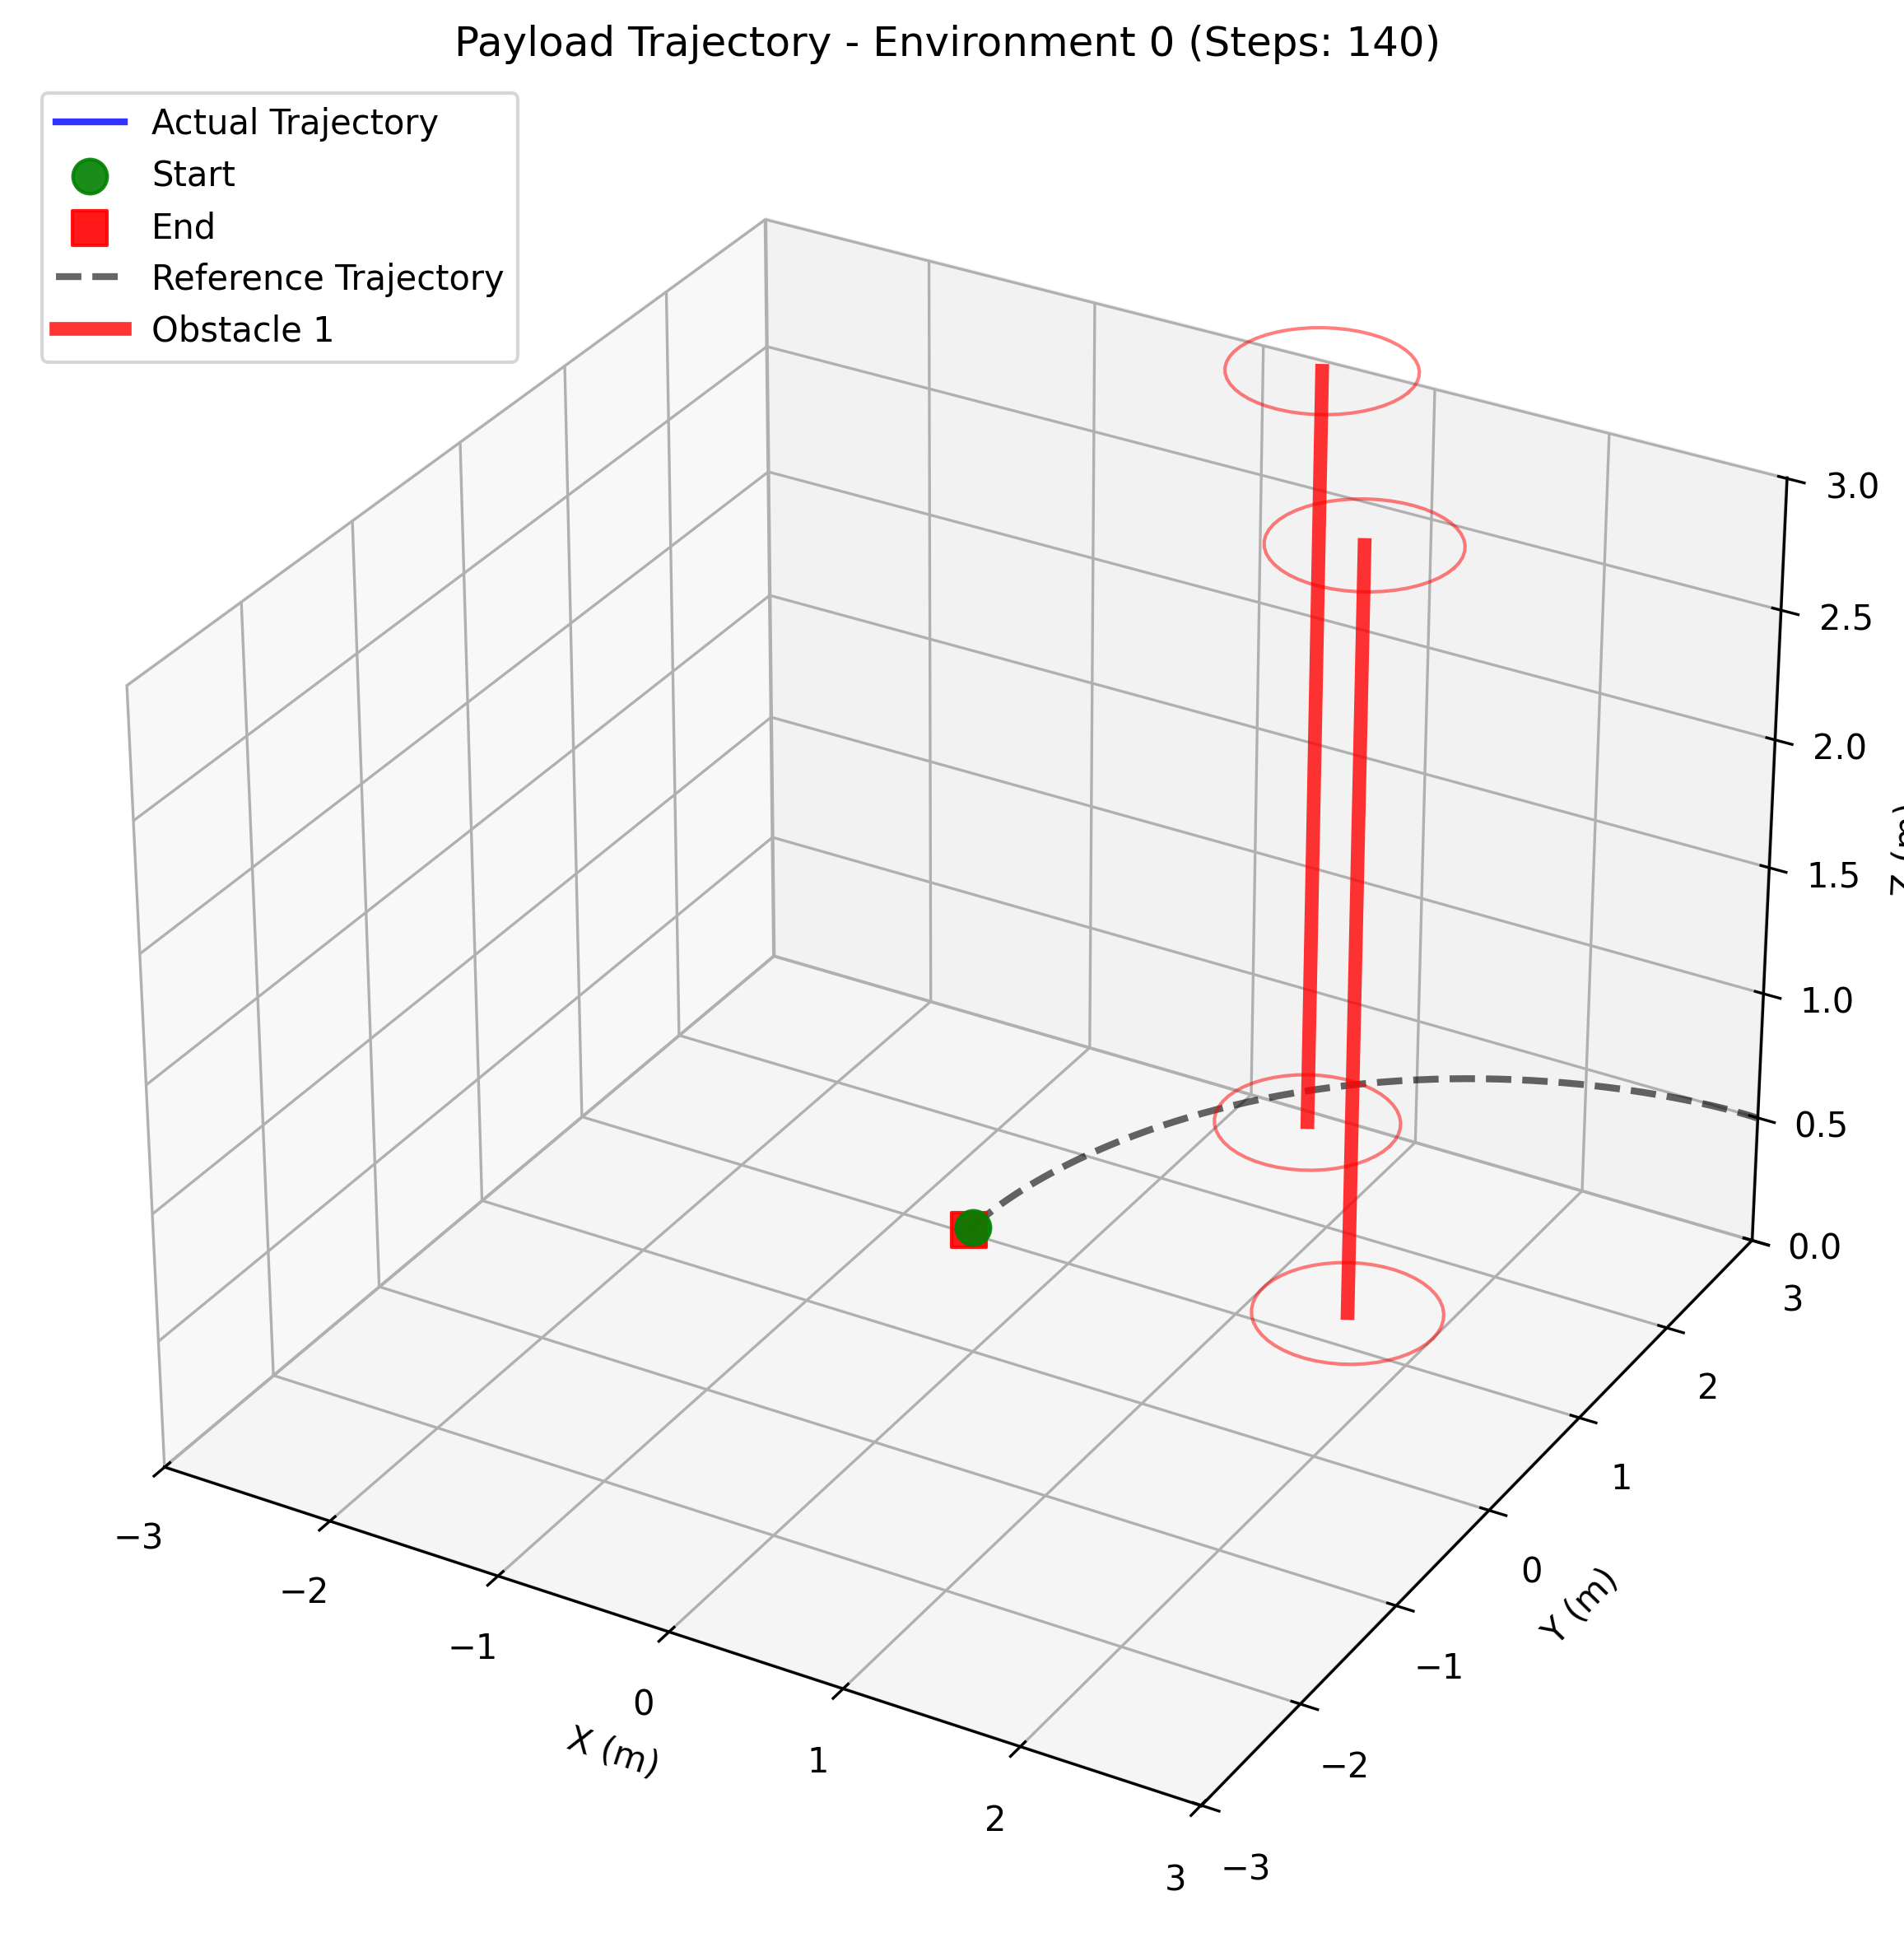 Payload Trajectory - Environment 0 (Steps: 140)
Actual Trajectory
Start
End
Reference Trajectory
Obstacle 1
3.0
2.5
2.0
1.5
1.0
0.5
0.0
3
2
1
0
−1
−2
−3
Y (m)
−3
−2
−1
0
1
2
3
X (m)